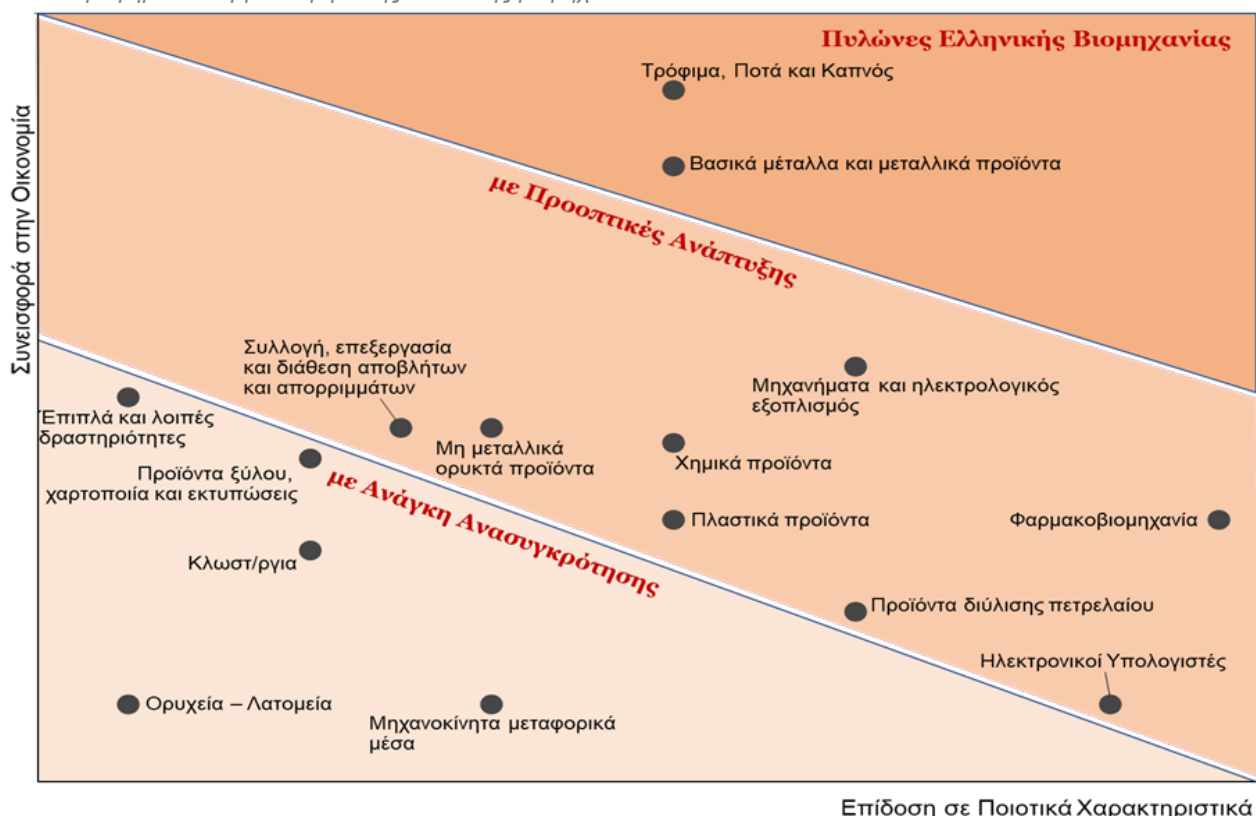 Πυλώνες Ελληνικής Βιομηχανίας
Τρόφιμα, Ποτά και Καπνός
Βασικά μέταλλα και μεταλλικά προϊόντα
με Προοπτικές Ανάπτυξης
Συνεισφορά στην Οικονομία
Συλλογή, επεξεργασία
και διάθεση αποβλήτων
και απορριμμάτων
Μηχανήματα και ηλεκτρολογικός
εξοπλισμός
Έπιπλά και λοιπές
δραστηριότητες
Μη μεταλλικά
ορυκτά προϊόντα
Χημικά προϊόντα
Προϊόντα ξύλου,
χαρτοποιία και εκτυπώσεις
με Ανάγκη Ανασυγκρότησης
Πλαστικά προϊόντα
Φαρμακοβιομηχανία
Κλωστ/ργια
Προϊόντα διύλισης πετρελαίου
Ηλεκτρονικοί Υπολογιστές
Ορυχεία – Λατομεία
Μηχανοκίνητα μεταφορικά
μέσα
Επίδοση σε Ποιοτικά Χαρακτηριστικά